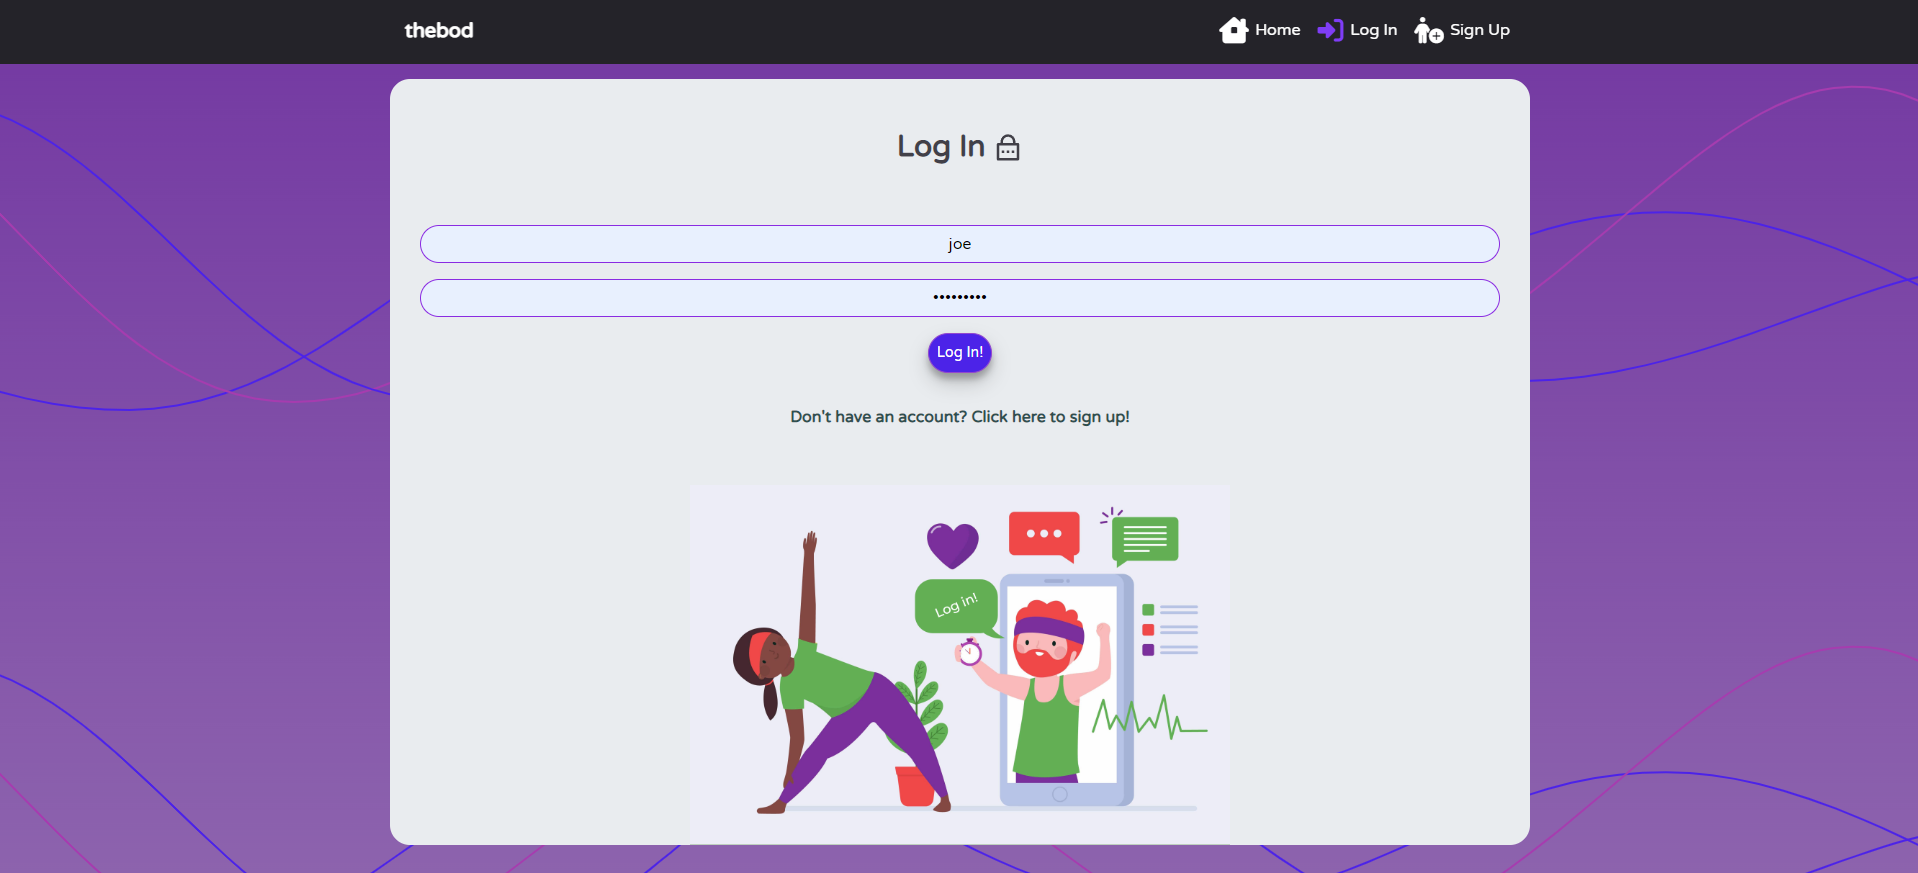 thebod
Home
Log In
Sign Up
Log In
joe
•••••••••
Log In!
Don't have an account? Click here to sign up!
Log in!